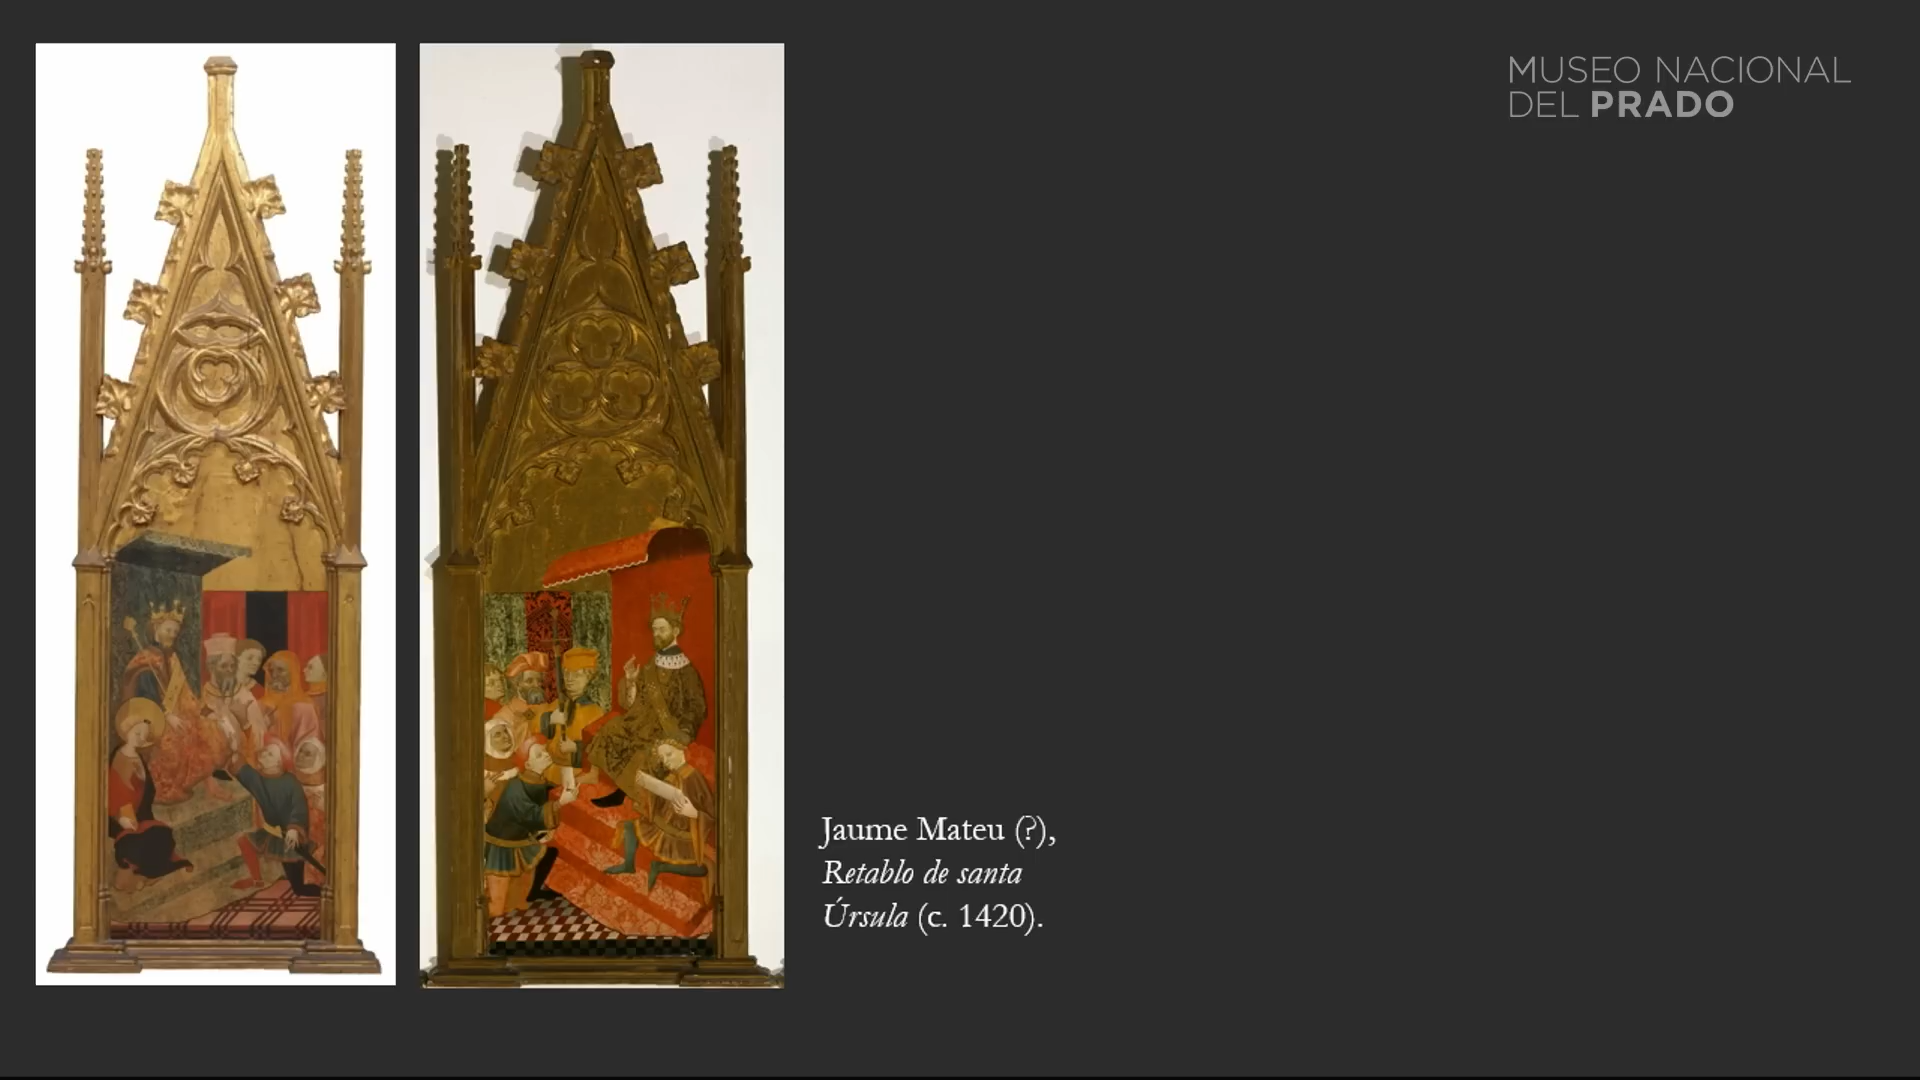 MUSEO NACIONAL
DEL PRADO
Jaume Mateu (?),
Retablo de santa
Úrsula (c. 1420).